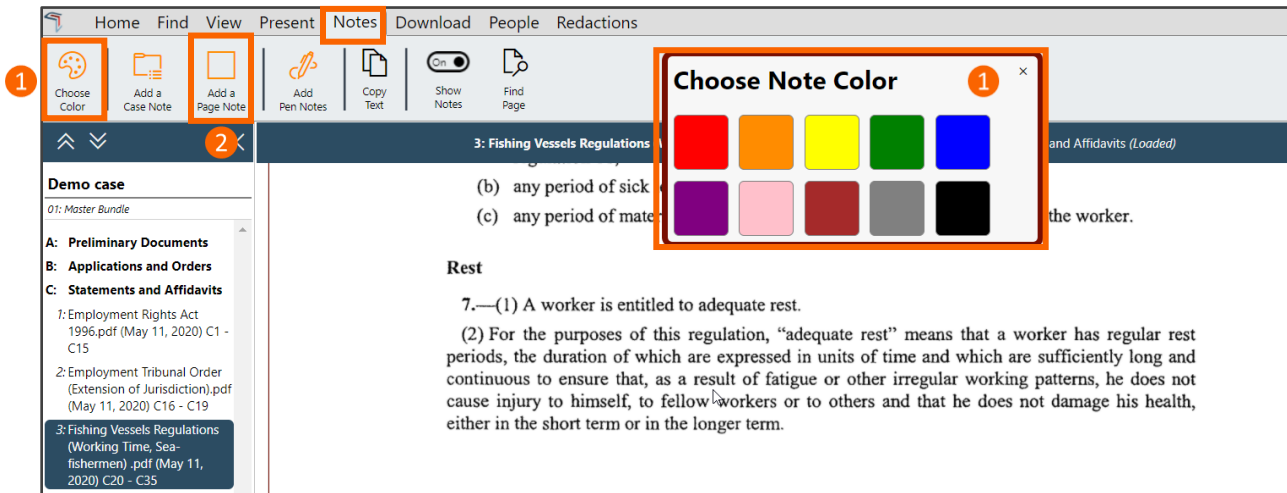 Home Find View Present Notes Download People Redactions
1
Choose
Color
Add a
Case Note
Add a
Page Note
Add
Pen Notes
Copy
Text
On
Show
Notes
Find
Page
2
Choose Note Color
1
×
3: Fishing Vessels Regulations
and Affidavits (Loaded)
Demo case
01: Master Bundle
A: Preliminary Documents
B: Applications and Orders
C: Statements and Affidavits
1: Employment Rights Act
1996.pdf (May 11, 2020) C1 -
C15
2: Employment Tribunal Order
(Extension of Jurisdiction).pdf
(May 11, 2020) C16 - C19
3: Fishing Vessels Regulations
(Working Time, Sea-
fishermen) .pdf (May 11,
2020) C20 - C35
(b) any period of sick
(c) any period of mater
the worker.
Rest
7.—(1) A worker is entitled to adequate rest.
(2) For the purposes of this regulation, “adequate rest” means that a worker has regular rest
periods, the duration of which are expressed in units of time and which are sufficiently long and
continuous to ensure that, as a result of fatigue or other irregular working patterns, he does not
cause injury to himself, to fellow workers or to others and that he does not damage his health,
either in the short term or in the longer term.